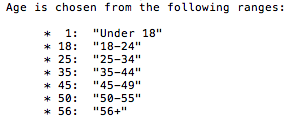 Age is chosen from the following ranges:
*  1:  "Under 18"
* 18:  "18-24"
* 25:  "25-34"
* 35:  "35-44"
* 45:  "45-49"
* 50:  "50-55"
* 56:  "56+"